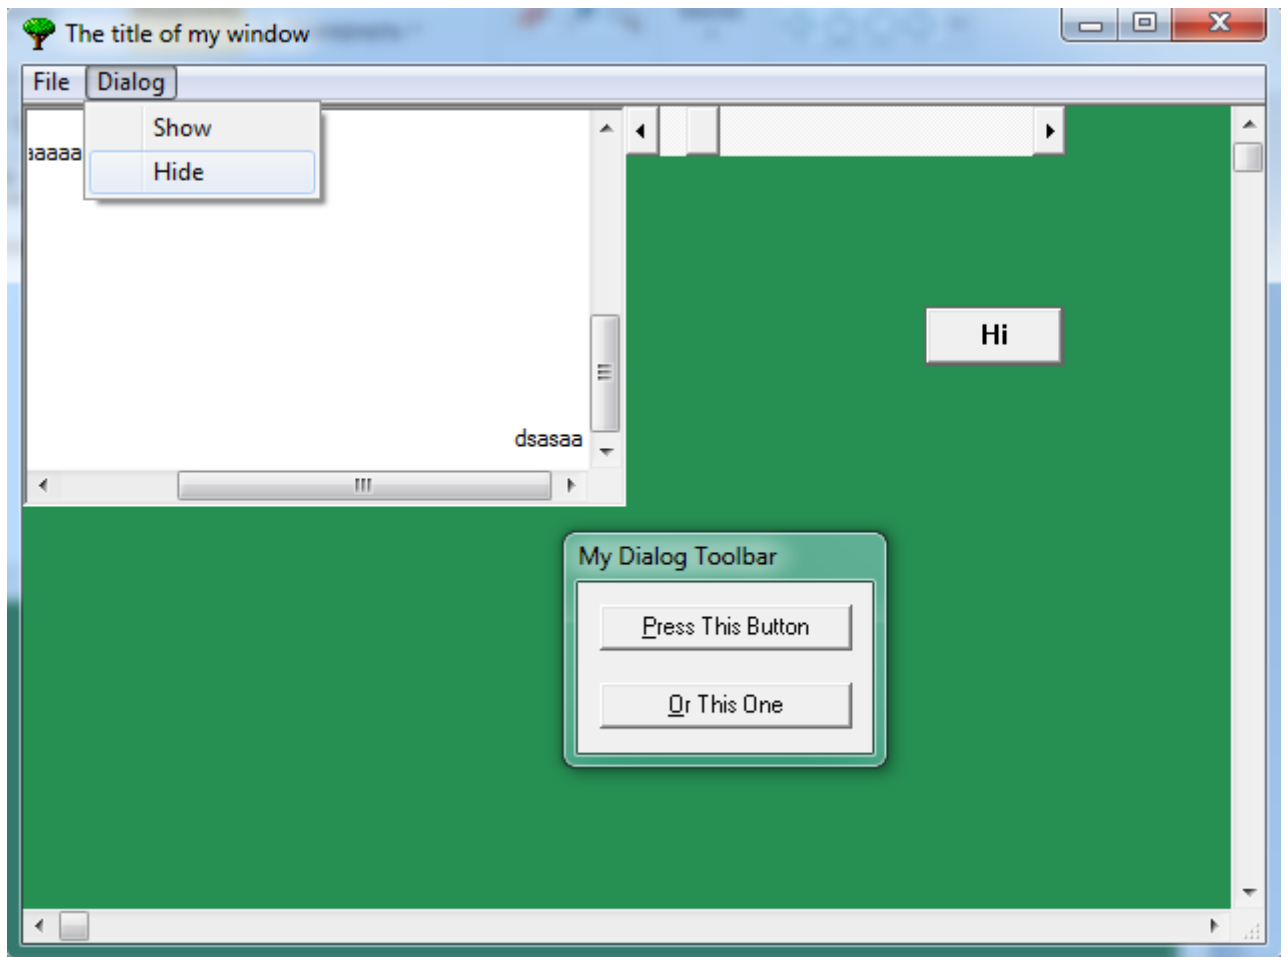 The title of my window
File Dialog
Show
Hide
dsasaa
Hi
My Dialog Toolbar
Press This Button
Or This One